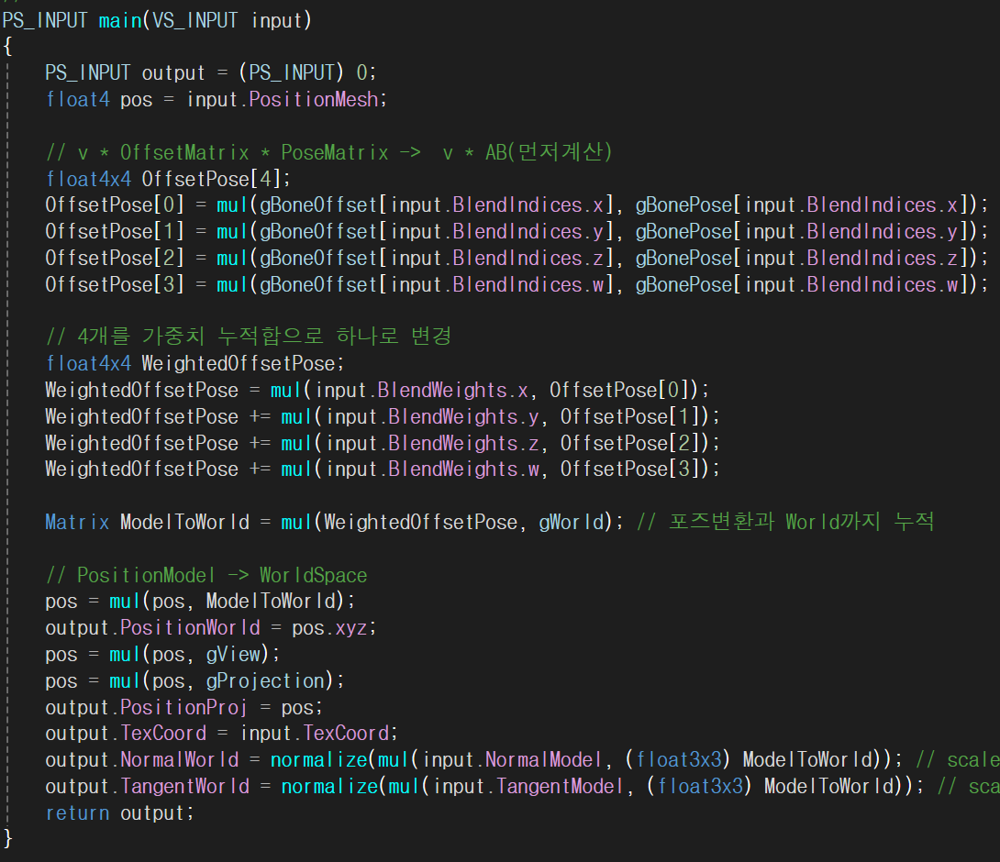 PS_INPUT main(VS_INPUT input)
{
PS_INPUT output = (PS_INPUT) 0;
float4 pos = input.PositionMesh;
// v * OffsetMatrix * PoseMatrix -> v * AB(먼저계산)
float4x4 OffsetPose[4];
OffsetPose[0] = mul(gBoneOffset[input.BlendIndices.x], gBonePose[input.BlendIndices.x]);
OffsetPose[1] = mul(gBoneOffset[input.BlendIndices.y], gBonePose[input.BlendIndices.y]);
OffsetPose[2] = mul(gBoneOffset[input.BlendIndices.z], gBonePose[input.BlendIndices.z]);
OffsetPose[3] = mul(gBoneOffset[input.BlendIndices.w], gBonePose[input.BlendIndices.w]);
// 4개를 가중치 누적합으로 하나로 변경
float4x4 WeightedOffsetPose;
WeightedOffsetPose = mul(input.BlendWeights.x, OffsetPose[0]);
WeightedOffsetPose += mul(input.BlendWeights.y, OffsetPose[1]);
WeightedOffsetPose += mul(input.BlendWeights.z, OffsetPose[2]);
WeightedOffsetPose += mul(input.BlendWeights.w, OffsetPose[3]);
Matrix ModelToWorld = mul(WeightedOffsetPose, gWorld); // 포즈변환과 World까지 누적
// PositionModel -> WorldSpace
pos = mul(pos, ModelToWorld);
output.PositionWorld = pos.xyz;
pos = mul(pos, gView);
pos = mul(pos, gProjection);
output.PositionProj = pos;
output.TexCoord = input.TexCoord;
output.NormalWorld = normalize(mul(input.NormalModel, (float3x3) ModelToWorld)); // scale
output.TangentWorld = normalize(mul(input.TangentModel, (float3x3) ModelToWorld)); // sca
return output;
}